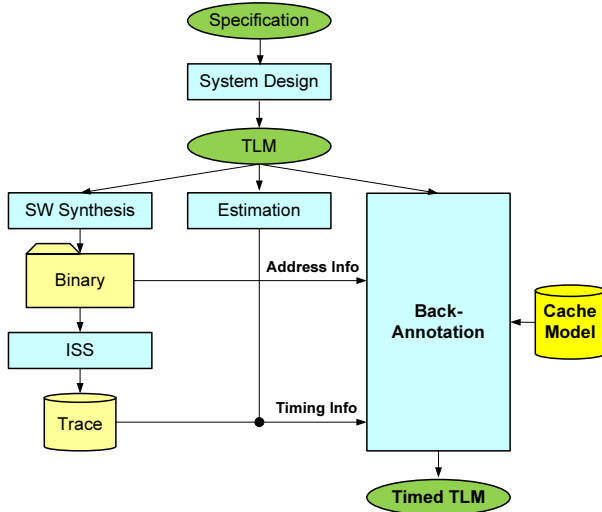 Specification
System Design
TLM
SW Synthesis
Estimation
Address Info
Binary
Back-
Annotation
Cache
Model
ISS
Timing Info
Trace
Timed TLM